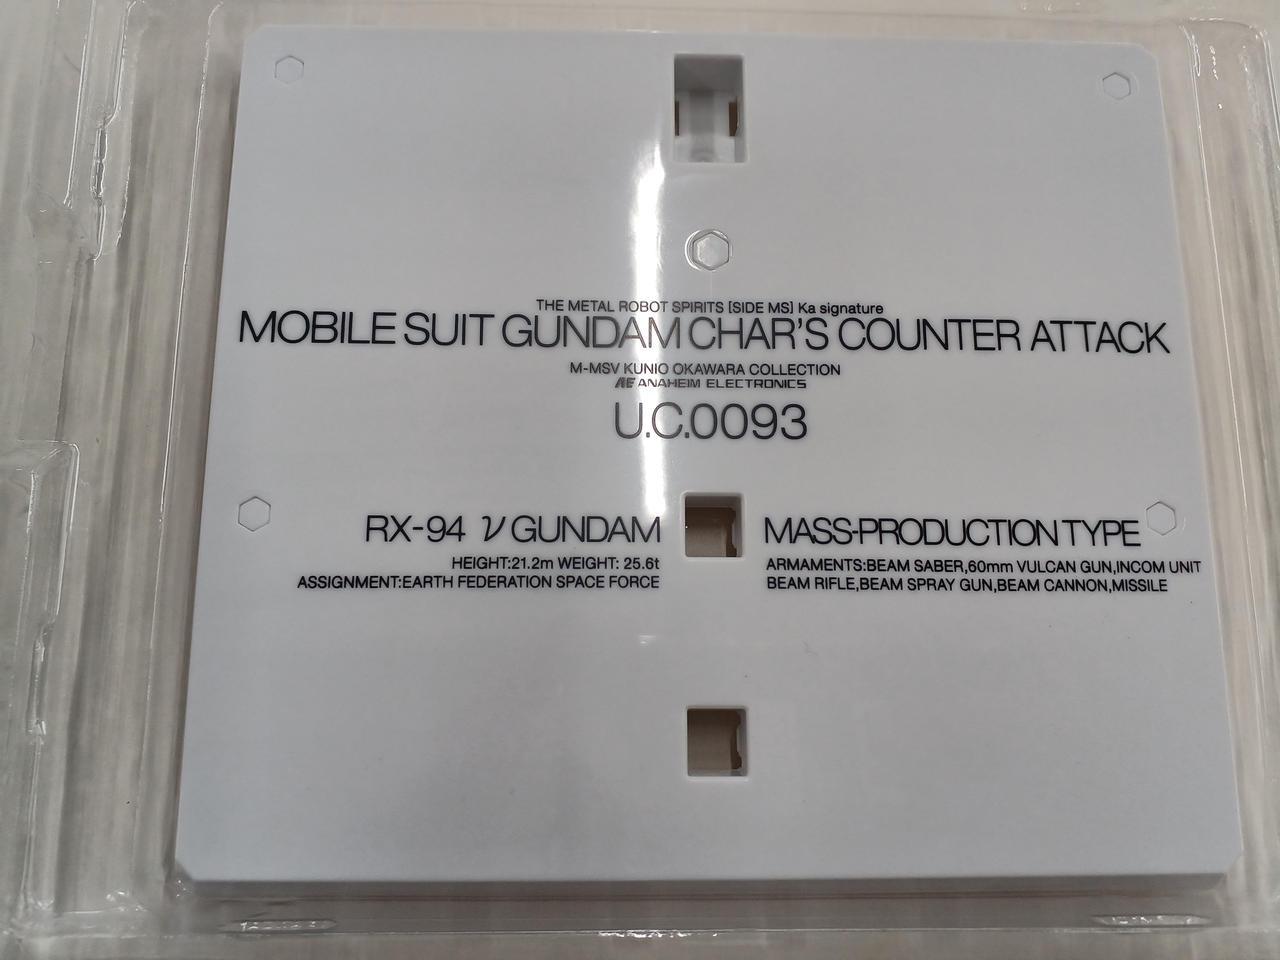 THE METAL ROBOT SPIRITS [SIDE MS] Ka signature
MOBILE SUIT GUNDAM CHAR'S COUNTER ATTACK
M-MSV KUNIO OKAWARA COLLECTION
AE ANAHEIM ELECTRONICS
U.C.0093
RX-94 ν GUNDAM MASS-PRODUCTION TYPE
HEIGHT:21.2m WEIGHT: 25.6t
ASSIGNMENT:EARTH FEDERATION SPACE FORCE
ARMAMENTS:BEAM SABER,60mm VULCAN GUN,INCOM UNIT
BEAM RIFLE,BEAM SPRAY GUN,BEAM CANNON,MISSILE